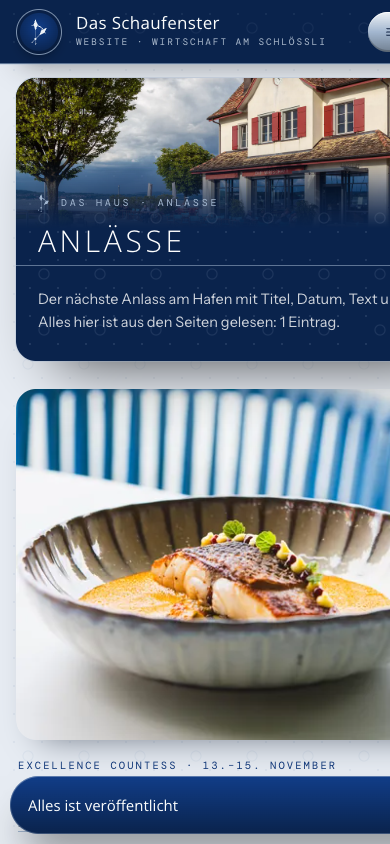 Das Schaufenster
WEBSITE · WIRTSCHAFT AM SCHLÖSSLI
DAS HAUS · ANLÄSSE
ANLÄSSE
Der nächste Anlass am Hafen mit Titel, Datum, Text u
Alles hier ist aus den Seiten gelesen: 1 Eintrag.
EXCELLENCE COUNTESS · 13.–15. NOVEMBER
Alles ist veröffentlicht